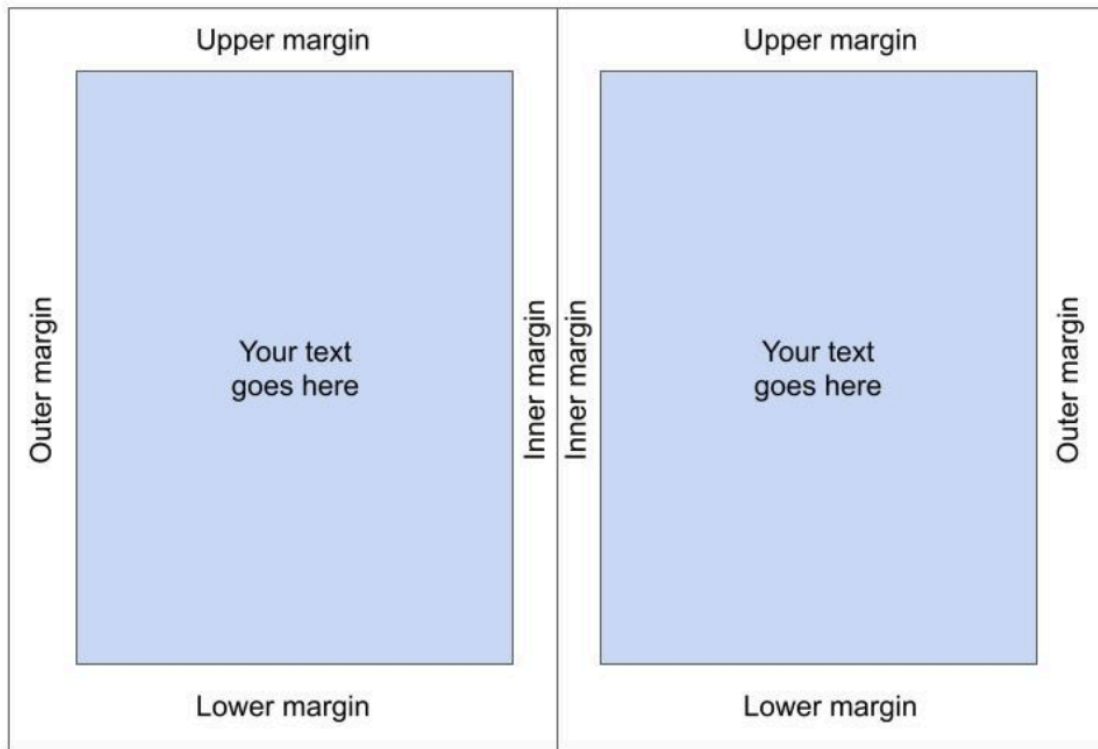 Upper margin
Outer margin
Your text
goes here
Inner margin
Lower margin
Upper margin
Inner margin
Your text
goes here
Outer margin
Lower margin